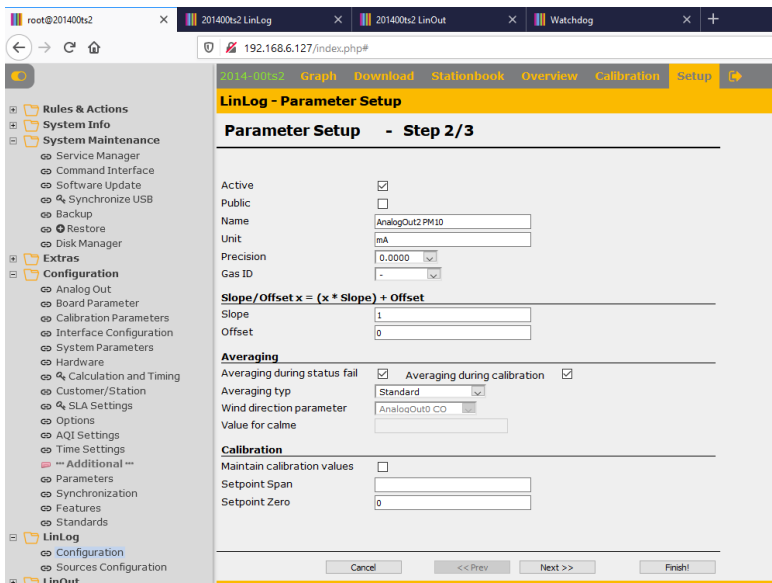 root@201400ts2
201400ts2 LinLog
201400ts2 LinOut
Watchdog
192.168.6.127/index.php#
2014-00ts2 Graph Download Stationbook Overview Calibration Setup
Rules & Actions
System Info
System Maintenance
Service Manager
Command Interface
Software Update
Synchronize USB
Backup
Restore
Disk Manager
Extras
Configuration
Analog Out
Board Parameter
Calibration Parameters
Interface Configuration
System Parameters
Hardware
Calculation and Timing
Customer/Station
SLA Settings
Options
AQI Settings
Time Settings
--- Additional ---
Parameters
Synchronization
Features
Standards
LinLog
Configuration
Sources Configuration
LinOut
LinLog - Parameter Setup
Parameter Setup - Step 2/3
Active
Public
Name AnalogOut2 PM10
Unit mA
Precision 0.0000
Gas ID -
Slope/Offset x = (x * Slope) + Offset
Slope 1
Offset 0
Averaging
Averaging during status fail Averaging during calibration
Averaging typ Standard
Wind direction parameter AnalogOut0 CO
Value for calme
Calibration
Maintain calibration values
Setpoint Span
Setpoint Zero 0
Cancel << Prev Next >> Finish!